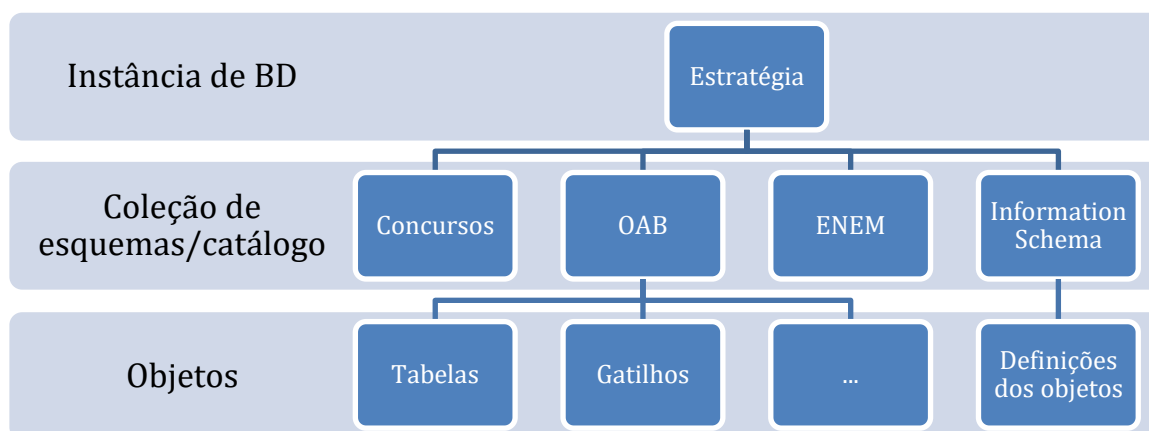 Instância de BD
Estratégia
Coleção de
esquemas/catálogo
Concursos
OAB
ENEM
Information
Schema
Objetos
Tabelas
Gatilhos
...
Definições
dos objetos